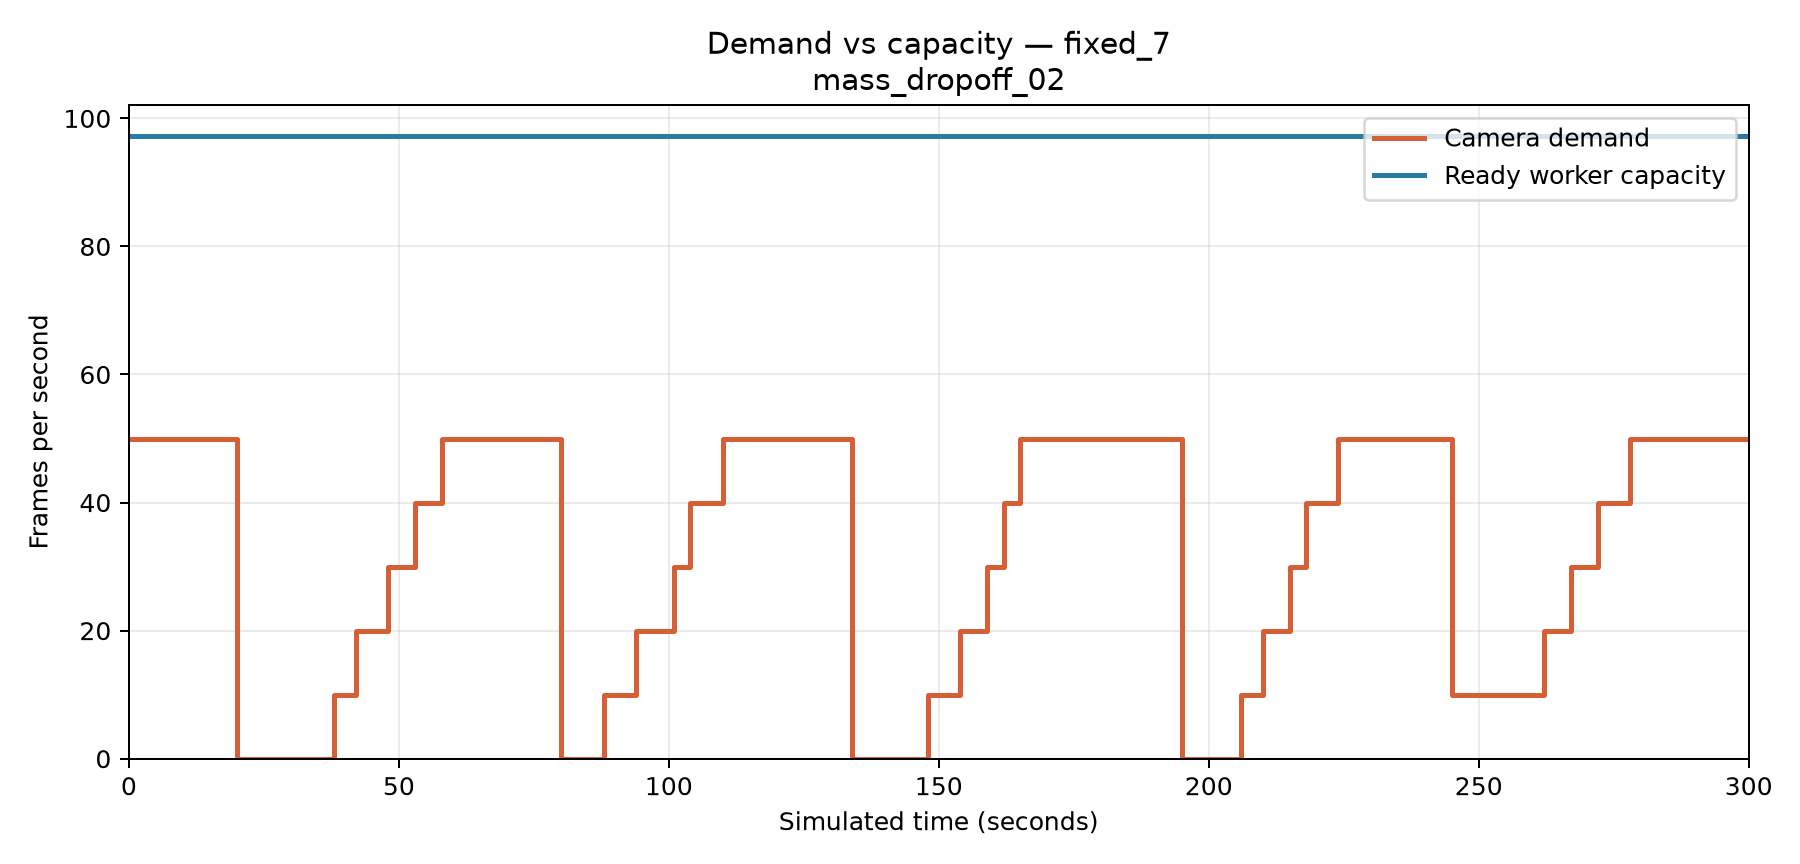 Demand vs capacity — fixed_7
mass_dropoff_02
100
80
60
40
20
0
Frames per second
Camera demand
Ready worker capacity
0
50
100
150
200
250
300
Simulated time (seconds)